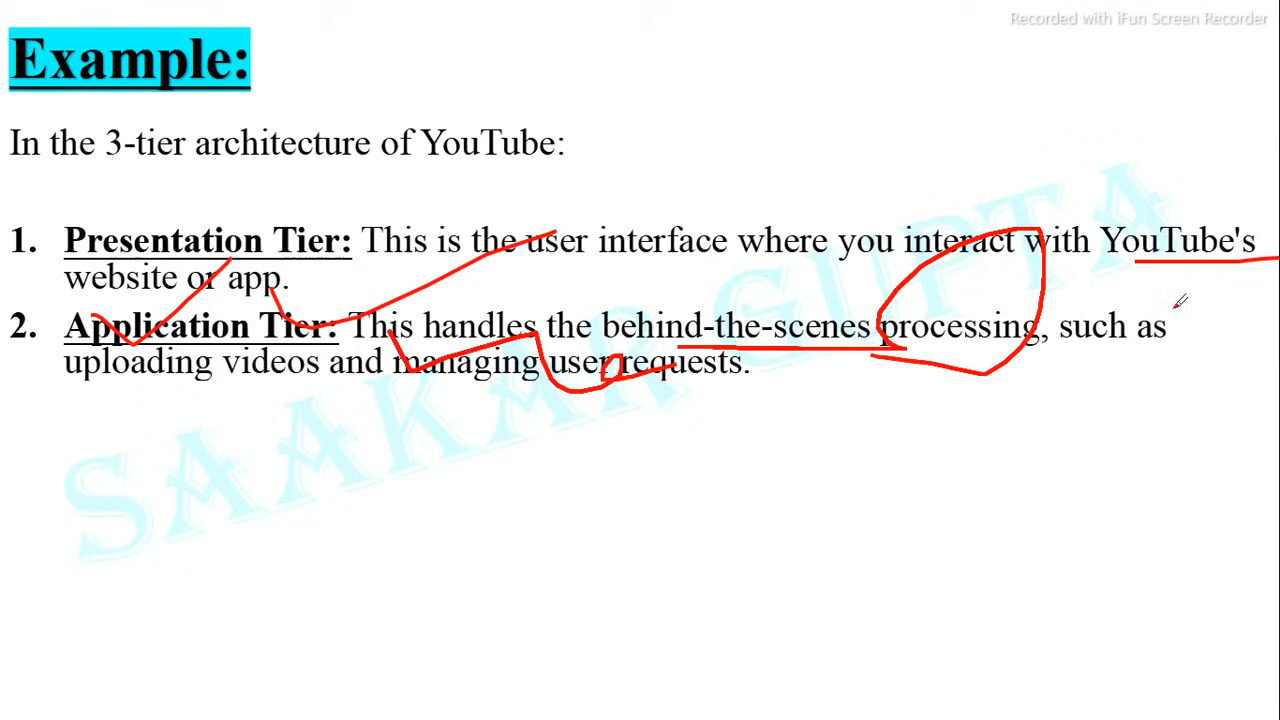 Recorded with iFun Screen Recorder
Example:
In the 3-tier architecture of YouTube:
1. Presentation Tier: This is the user interface where you interact with YouTube's
website or app.
2. Application Tier: This handles the behind-the-scenes processing, such as
uploading videos and managing user requests.
SAAKAR GUPTA